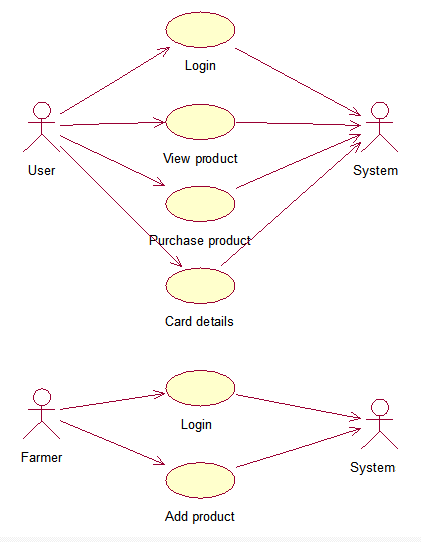 Login
View product
User
System
Purchase product
Card details
Login
Farmer
System
Add product